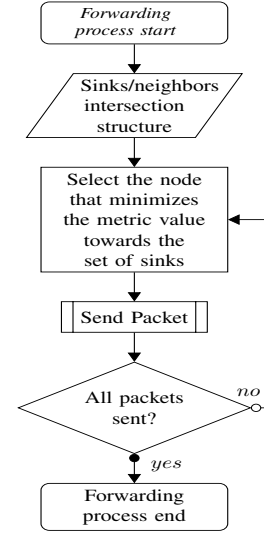 Forwarding
process start
Sinks/neighbors
intersection
structure
Select the node
that minimizes
the metric value
towards the
set of sinks
Send Packet
All packets
sent?
no
yes
Forwarding
process end